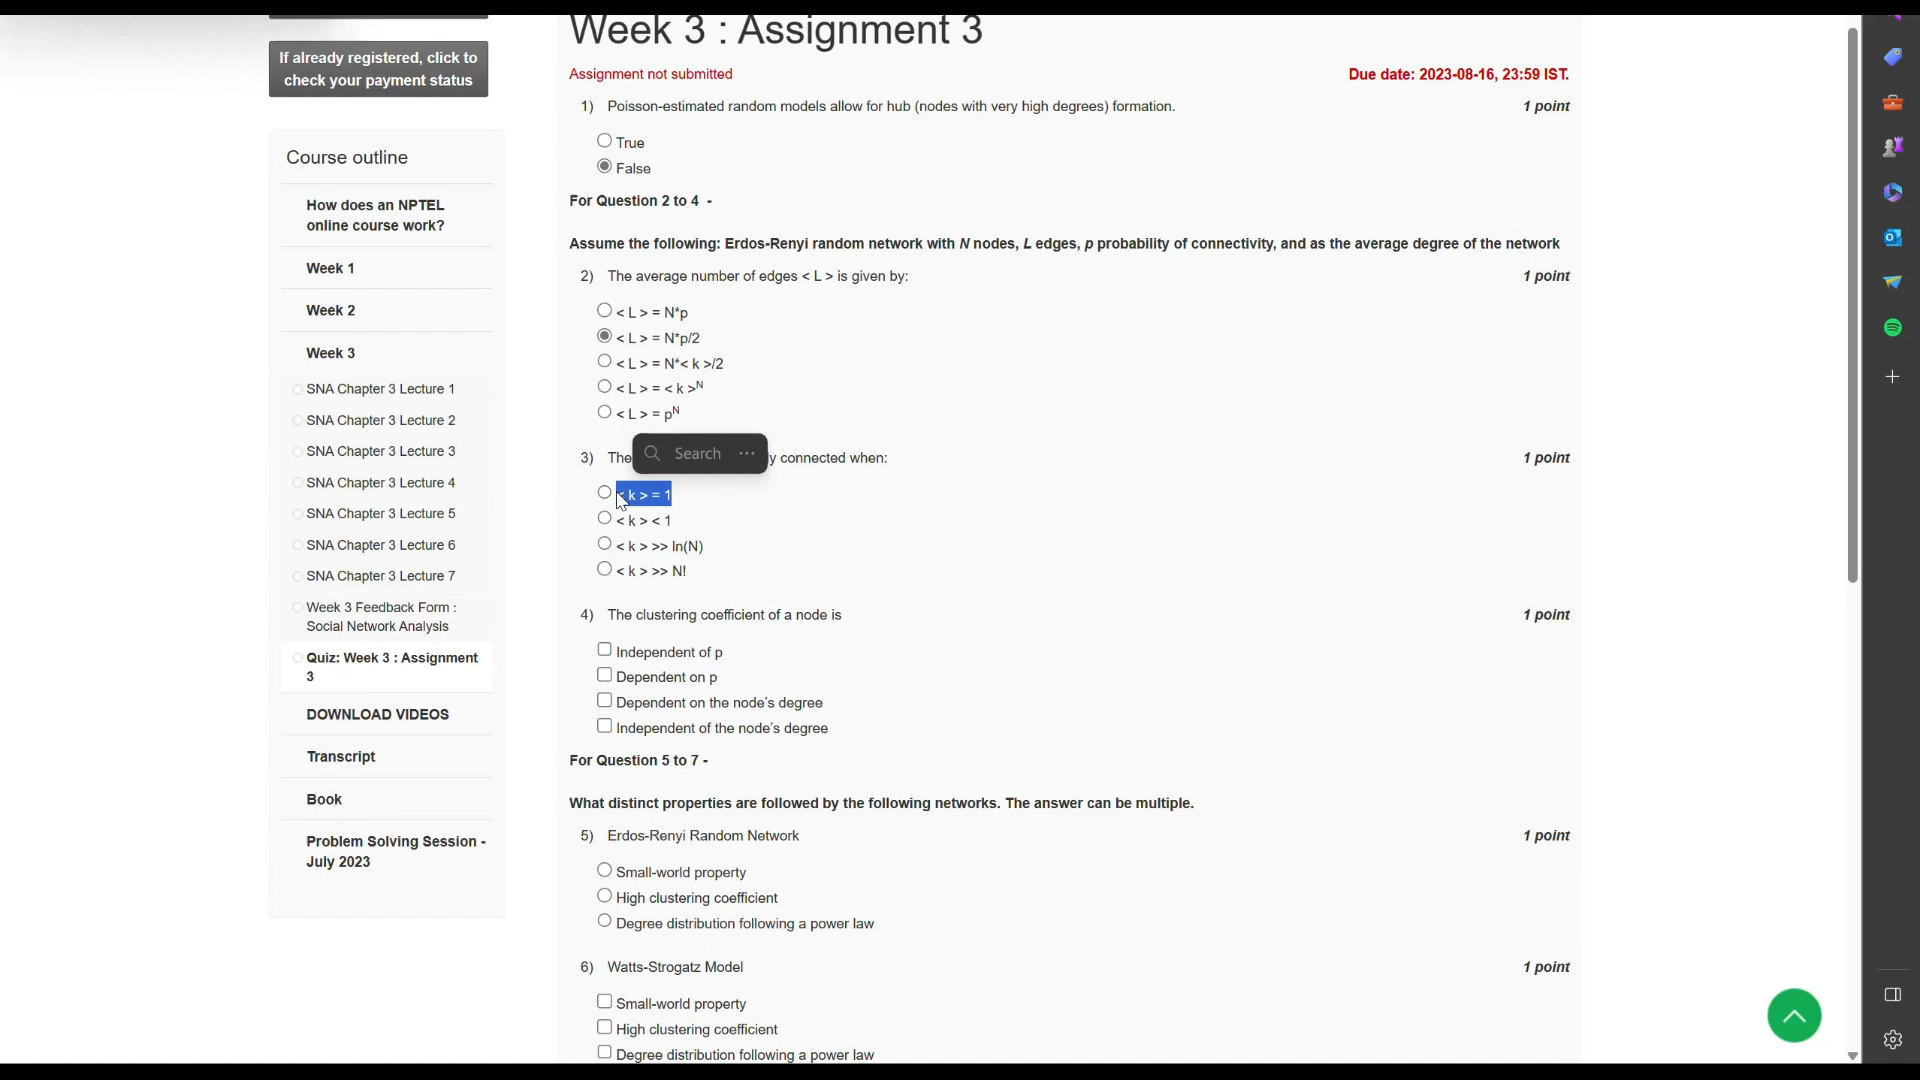 Week 3 : Assignment 3
If already registered, click to
check your payment status
Assignment not submitted
Due date: 2023-08-16, 23:59 IST.
Course outline
How does an NPTEL
online course work?
Week 1
Week 2
Week 3
SNA Chapter 3 Lecture 1
SNA Chapter 3 Lecture 2
SNA Chapter 3 Lecture 3
SNA Chapter 3 Lecture 4
SNA Chapter 3 Lecture 5
SNA Chapter 3 Lecture 6
SNA Chapter 3 Lecture 7
Week 3 Feedback Form :
Social Network Analysis
Quiz: Week 3 : Assignment
3
DOWNLOAD VIDEOS
Transcript
Book
Problem Solving Session -
July 2023
1) Poisson-estimated random models allow for hub (nodes with very high degrees) formation. 1 point
True
False
For Question 2 to 4 -
Assume the following: Erdos-Renyi random network with N nodes, L edges, p probability of connectivity, and as the average degree of the network
2) The average number of edges < L > is given by: 1 point
< L > = N*p
< L > = N*p/2
< L > = N*< k >/2
< L > = < k >ᴺ
< L > = pᴺ
3) The Search ··· y connected when: 1 point
< k > = 1
< k > < 1
< k > >> ln(N)
< k > >> N!
4) The clustering coefficient of a node is 1 point
Independent of p
Dependent on p
Dependent on the node's degree
Independent of the node's degree
For Question 5 to 7 -
What distinct properties are followed by the following networks. The answer can be multiple.
5) Erdos-Renyi Random Network 1 point
Small-world property
High clustering coefficient
Degree distribution following a power law
6) Watts-Strogatz Model 1 point
Small-world property
High clustering coefficient
Degree distribution following a power law